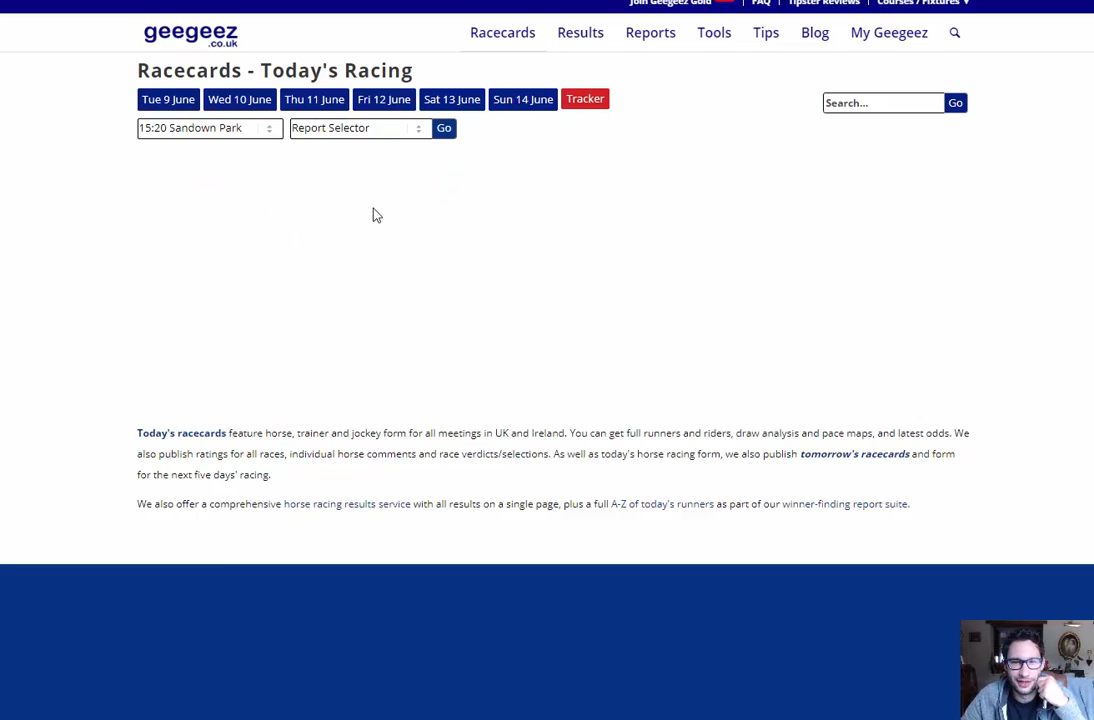 Join Geegeez Gold | FAQ | Tipster Reviews | Courses / Fixtures ▼
geegeez
.co.uk
Racecards Results Reports Tools Tips Blog My Geegeez
Racecards - Today's Racing
Tue 9 June Wed 10 June Thu 11 June Fri 12 June Sat 13 June Sun 14 June Tracker
Search... Go
15:20 Sandown Park Report Selector Go
Today's racecards feature horse, trainer and jockey form for all meetings in UK and Ireland. You can get full runners and riders, draw analysis and pace maps, and latest odds. We
also publish ratings for all races, individual horse comments and race verdicts/selections. As well as today's horse racing form, we also publish tomorrow's racecards and form
for the next five days' racing.
We also offer a comprehensive horse racing results service with all results on a single page, plus a full A-Z of today's runners as part of our winner-finding report suite.